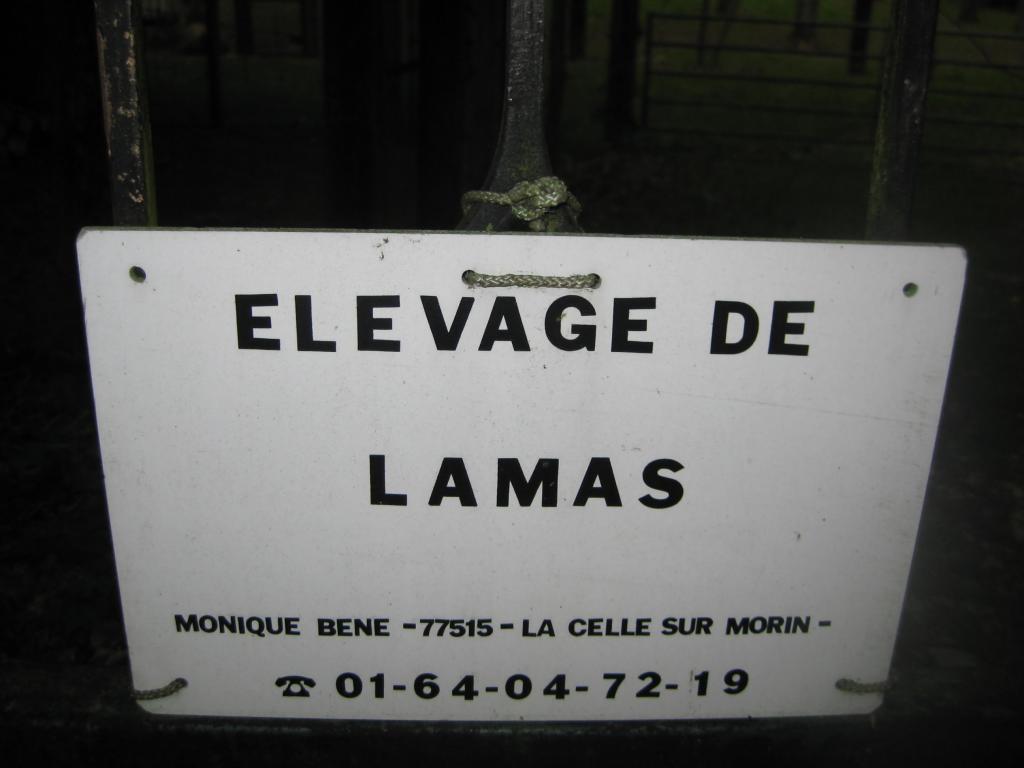 ELEVAGE DE
LAMAS
MONIQUE BENE -77515- LA CELLE SUR MORIN -
☎ 01-64-04-72-19